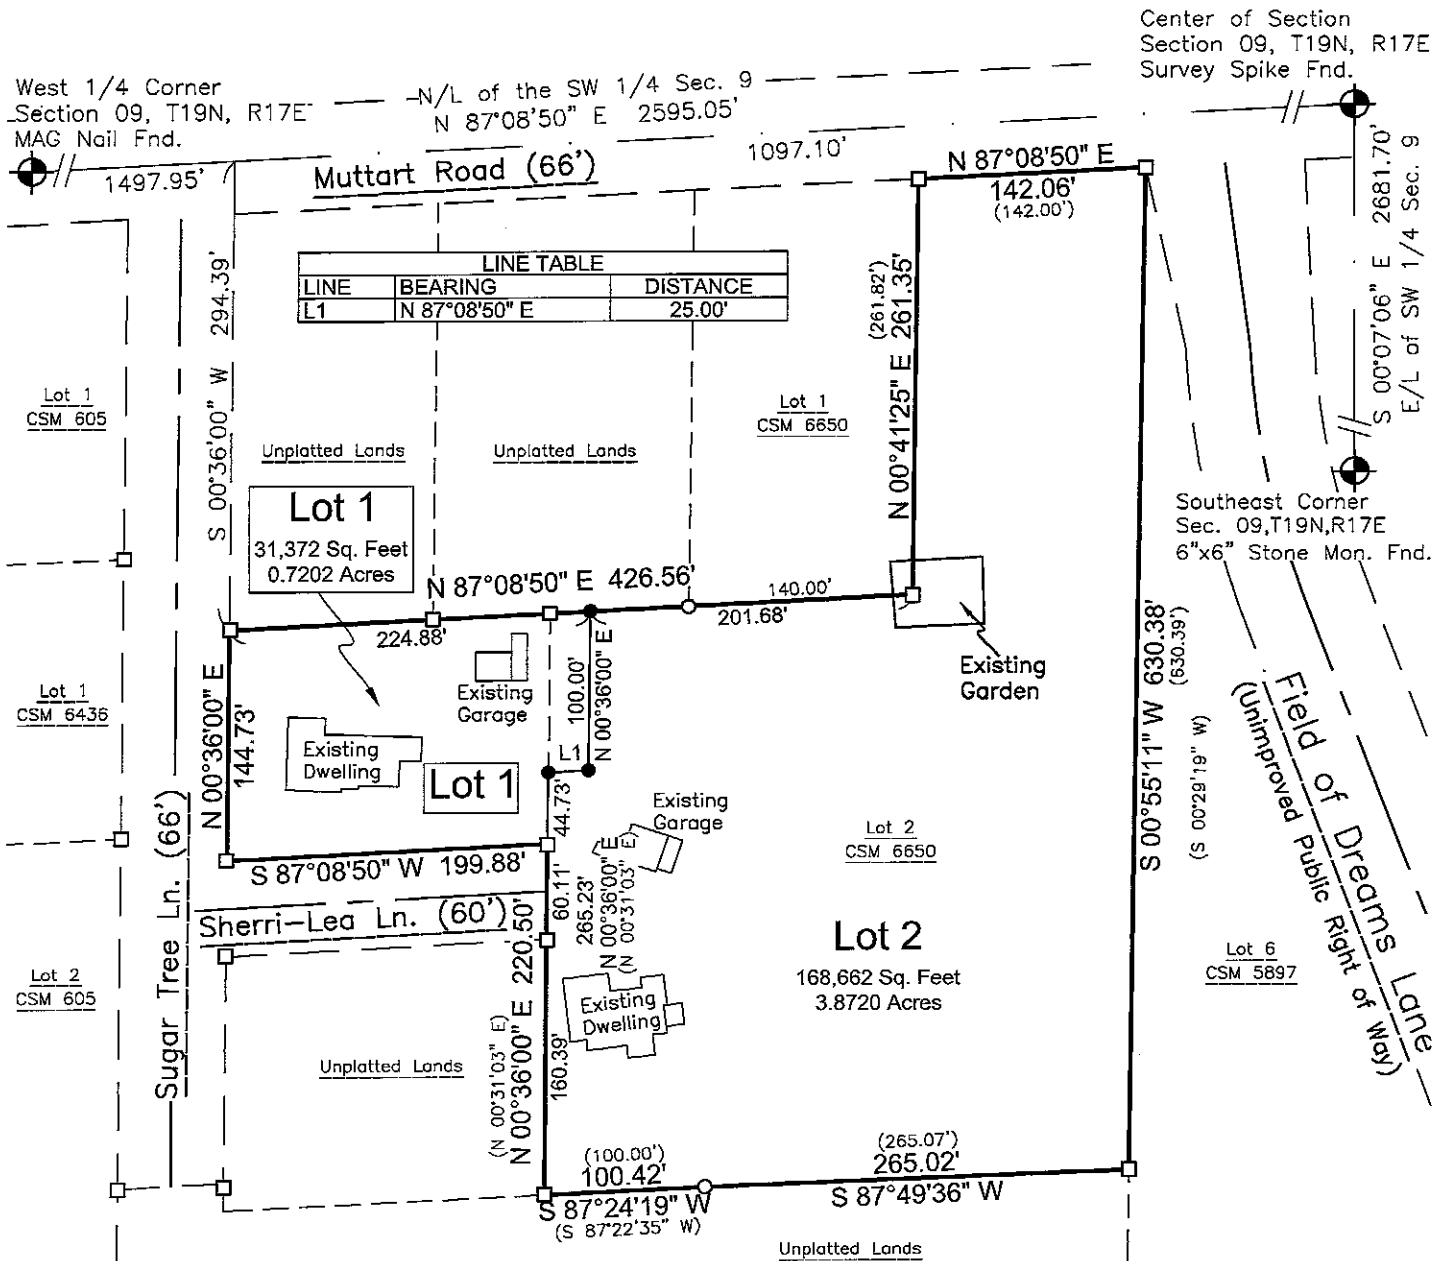 Center of Section
Section 09, T19N, R17E
Survey Spike Fnd.
West 1/4 Corner
Section 09, T19N, R17E
MAG Nail Fnd.
N/L of the SW 1/4 Sec. 9
N 87°08'50" E 2595.05'
1497.95'
1097.10'
Muttart Road (66')
N 87°08'50" E
142.06'
(142.00')
S 00°07'06" E 2681.70'
E/L of SW 1/4 Sec. 9
LINE TABLE
LINE BEARING DISTANCE
L1 N 87°08'50" E 25.00'
S 00°36'00" W 294.39'
(261.82')
N 00°41'25" E 261.35'
Lot 1
CSM 605
Lot 1
CSM 6650
Unplatted Lands
Unplatted Lands
Lot 1
31,372 Sq. Feet
0.7202 Acres
Southeast Corner
Sec. 09,T19N,R17E
6"x6" Stone Mon. Fnd.
N 87°08'50" E 426.56'
140.00'
224.88'
201.68'
Existing
Garden
Existing
Garage
100.00'
N 00°36'00" E
N 00°36'00" E
144.73'
Lot 1
CSM 6436
Existing
Dwelling
Lot 1
L1
44.73'
S 00°55'11" W 630.38'
(630.39')
(S 00°29'19" W)
Field of Dreams Lane
(Unimproved Public Right of Way)
Existing
Garage
Lot 2
CSM 6650
S 87°08'50" W 199.88'
Sherri-Lea Ln. (60')
Sugar Tree Ln. (66')
60.11'
265.23'
N 00°36'00" E
(N 00°31'03" E)
Lot 2
168,662 Sq. Feet
3.8720 Acres
Lot 6
CSM 5897
Lot 2
CSM 605
Existing
Dwelling
Unplatted Lands
(N 00°31'03" E)
N 00°36'00" E 220.50'
160.39'
(100.00')
100.42'
S 87°24'19" W
(S 87°22'35" W)
(265.07')
265.02'
S 87°49'36" W
Unplatted Lands